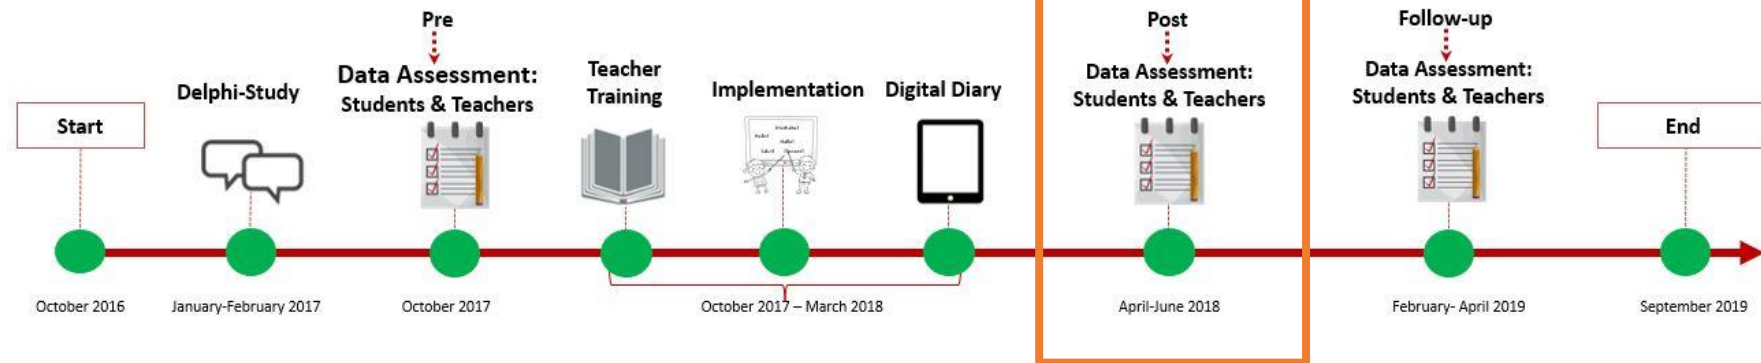 Start
October 2016
Delphi-Study
January-February 2017
Pre
Data Assessment:
Students & Teachers
October 2017
Teacher
Training
Implementation
Digital Diary
October 2017 – March 2018
Post
Data Assessment:
Students & Teachers
April-June 2018
Follow-up
Data Assessment:
Students & Teachers
February- April 2019
End
September 2019